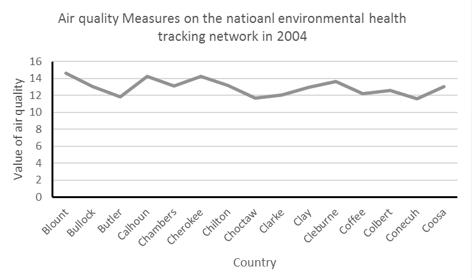 Air quality Measures on the natioanl environmental health
tracking network in 2004
Value of air quality
16
14
12
10
8
6
4
2
0
Blount
Bullock
Butler
Calhoun
Chambers
Cherokee
Chilton
Choctaw
Clarke
Clay
Cleburne
Coffee
Colbert
Conecuh
Coosa
Country